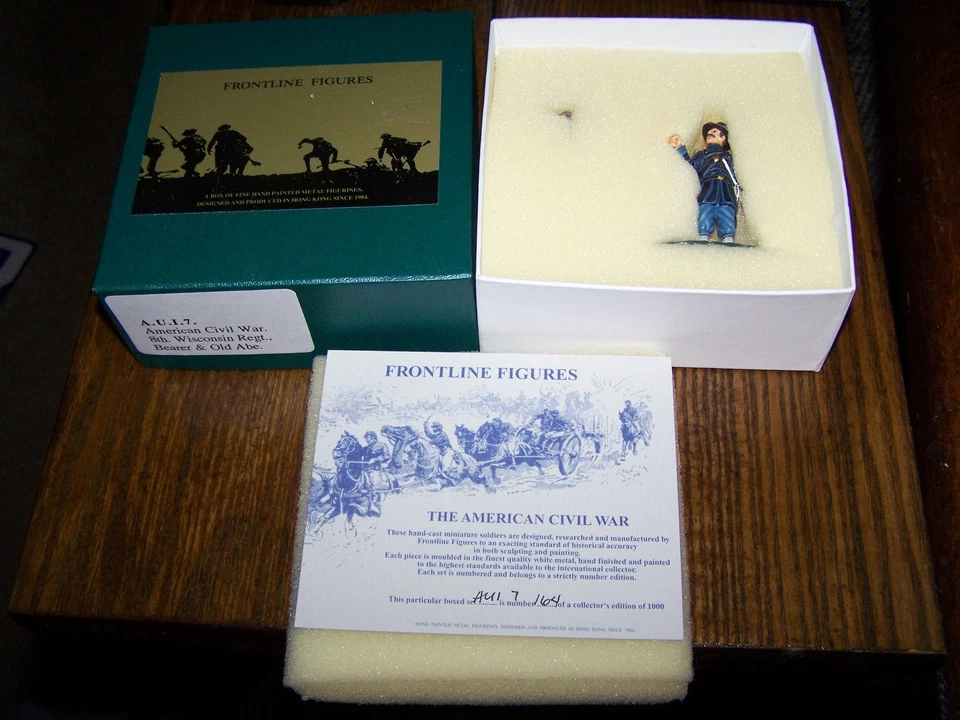 FRONTLINE FIGURES
A BOX OF FINE HAND PAINTED METAL FIGURINES,
DESIGNED AND PRODUCED IN HONG KONG SINCE 1984.
A.U.I.7.
American Civil War.
8th. Wisconsin Regt.,
Bearer & Old Abe.
FRONTLINE FIGURES
THE AMERICAN CIVIL WAR
These hand-cast miniature soldiers are designed, researched and manufactured by
Frontline Figures to an exacting standard of historical accuracy
in both sculpting and painting.
Each piece is moulded in the finest quality white metal, hand finished and painted
to the highest standards available to the international collector.
Each set is numbered and belongs to a strictly number edition.
This particular boxed set AUI 7 is number 164 of a collector's edition of 1000
HAND PAINTED METAL FIGURINES, DESIGNED AND PRODUCED IN HONG KONG SINCE 1984.